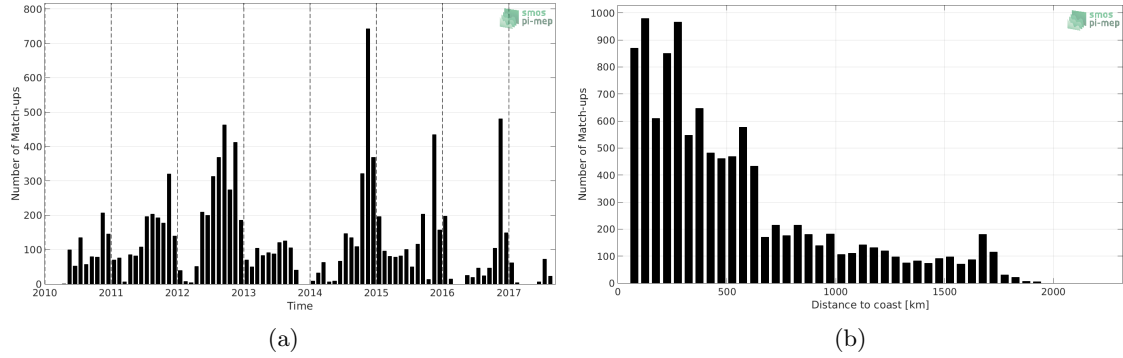 smos
pi-mep
800
700
600
500
400
300
200
100
0
Number of Match-ups
2010 2011 2012 2013 2014 2015 2016 2017
Time
(a)
smos
pi-mep
1000
900
800
700
600
500
400
300
200
100
0
Number of Match-ups
0 500 1000 1500 2000
Distance to coast [km]
(b)